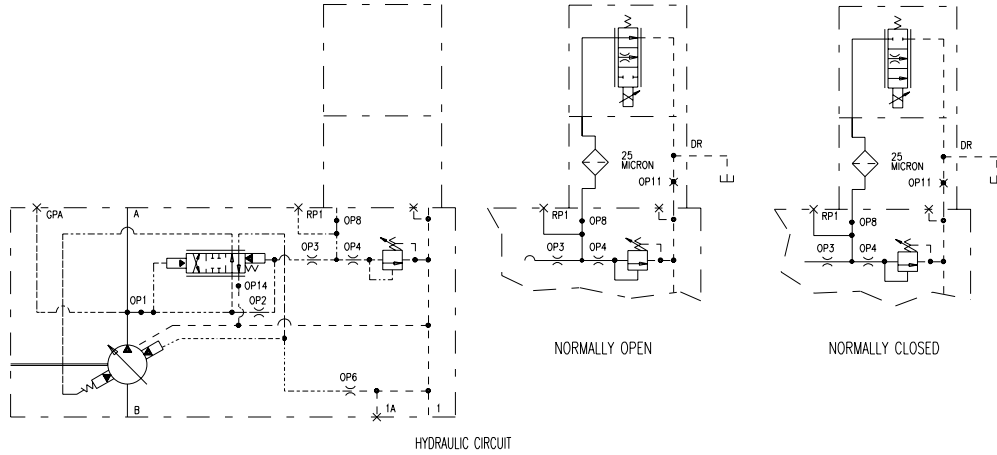 DR
25
MICRON
OP11
RP1
OP8
OP3
OP4
NORMALLY OPEN
DR
25
MICRON
OP11
RP1
OP8
OP3
OP4
NORMALLY CLOSED
GPA
A
RP1
OP8
OP3
OP4
OP14
OP1
OP2
OP6
B
1A
1
HYDRAULIC CIRCUIT